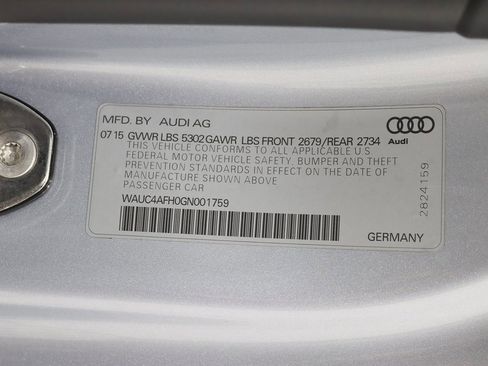 MFD. BY AUDI AG
07 15 GVWR LBS 5302 GAWR LBS FRONT 2679/REAR 2734
THIS VEHICLE CONFORMS TO ALL APPLICABLE U.S.
FEDERAL MOTOR VEHICLE SAFETY, BUMPER AND THEFT
PREVENTION STANDARDS IN EFFECT ON THE DATE OF
MANUFACTURE SHOWN ABOVE
PASSENGER CAR
WAUC4AFH0GN001759
GERMANY
Audi
2824159